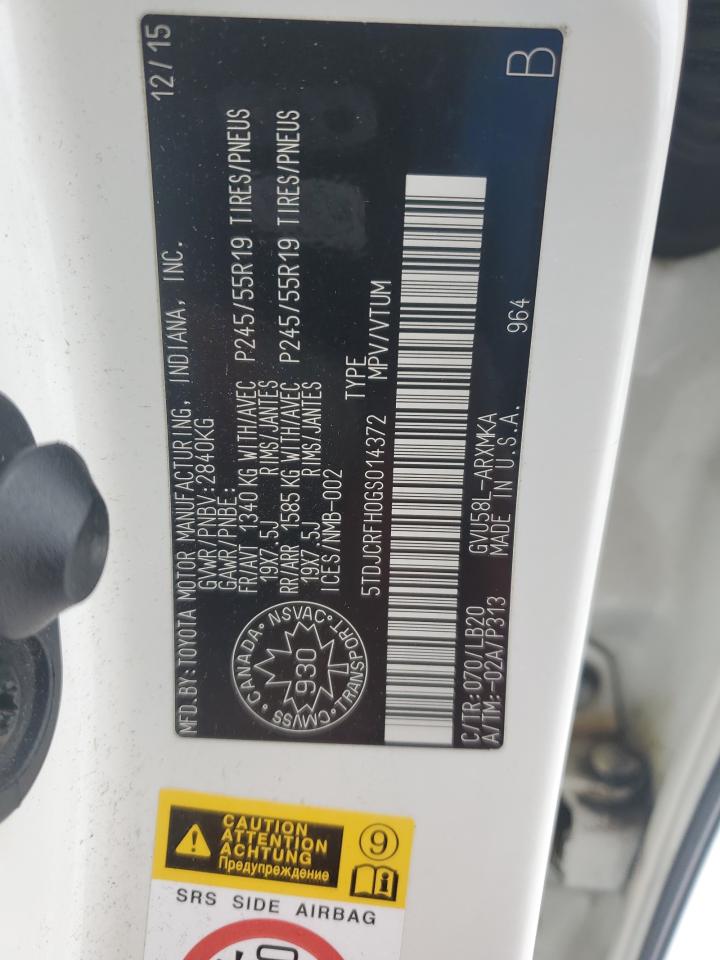 MFD. BY: TOYOTA MOTOR MANUFACTURING, INDIANA, INC. 12/15
GVWR/PNBV: 2840KG
GAWR/PNBE:
FR/AVT 1340 KG WITH/AVEC P245/55R19 TIRES/PNEUS
19X7.5J RIMS/JANTES
RR/ARR 1585 KG WITH/AVEC P245/55R19 TIRES/PNEUS
19X7.5J RIMS/JANTES
ICES/NMB-002
CANADA·NSVAC·TRANSPORT·CMVSS·
930
TYPE
5TDJCRFH0GS014372 MPV/VTUM
C/TR: 070/LB20 GVU58L-ARXMKA 964
A/TM:-02A/P313 MADE IN U.S.A.
B
CAUTION
ATTENTION
ACHTUNG
Предупреждение
9
SRS SIDE AIRBAG